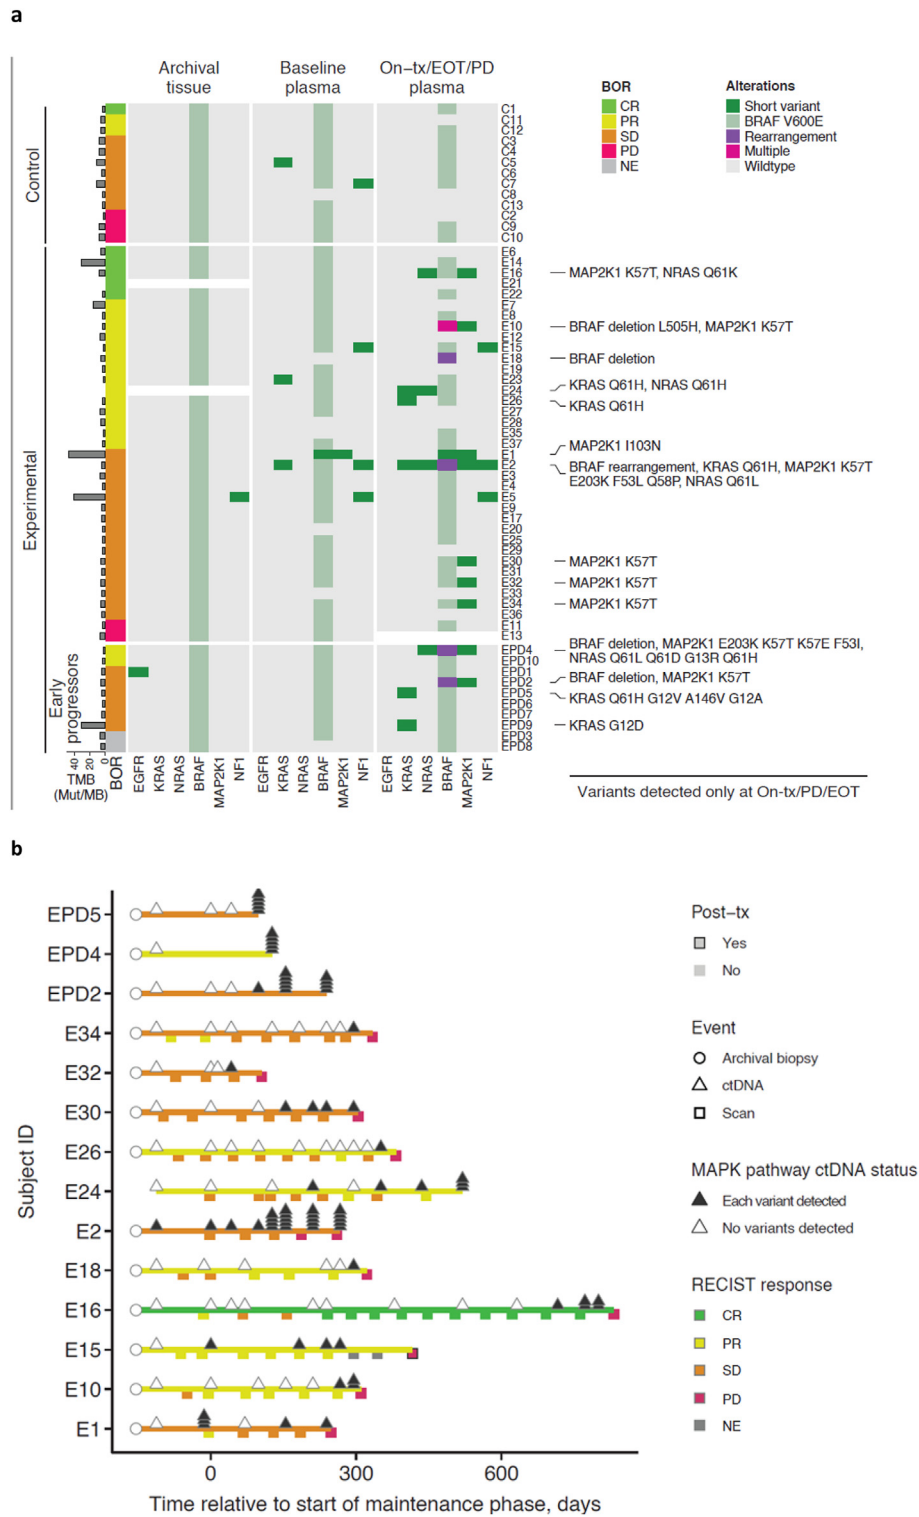 a
Archival tissue
Baseline plasma
On–tx/EOT/PD plasma
BOR
CR
PR
SD
PD
NE
Alterations
Short variant
BRAF V600E
Rearrangement
Multiple
Wildtype
Control
C1
C11
C12
C3
C4
C5
C6
C7
C8
C13
C2
C9
C10
Experimental
E6
E14
E16
E21
E22
E7
E8
E10
E12
E15
E18
E19
E23
E24
E26
E27
E28
E35
E37
E1
E2
E3
E4
E5
E9
E17
E20
E25
E29
E30
E31
E32
E33
E34
E36
E11
E13
Early progressors
EPD4
EPD10
EPD1
EPD2
EPD5
EPD6
EPD7
EPD9
EPD3
EPD8
MAP2K1 K57T, NRAS Q61K
BRAF deletion L505H, MAP2K1 K57T
BRAF deletion
KRAS Q61H, NRAS Q61H
KRAS Q61H
MAP2K1 I103N
BRAF rearrangement, KRAS Q61H, MAP2K1 K57T
E203K F53L Q58P, NRAS Q61L
MAP2K1 K57T
MAP2K1 K57T
MAP2K1 K57T
BRAF deletion, MAP2K1 E203K K57T K57E F53I,
NRAS Q61L Q61D G13R Q61H
BRAF deletion, MAP2K1 K57T
KRAS Q61H G12V A146V G12A
KRAS G12D
40 20 0
TMB
(Mut/MB)
BOR
EGFR KRAS NRAS BRAF MAP2K1 NF1
EGFR KRAS NRAS BRAF MAP2K1 NF1
EGFR KRAS NRAS BRAF MAP2K1 NF1
Variants detected only at On-tx/PD/EOT
b
Subject ID
EPD5
EPD4
EPD2
E34
E32
E30
E26
E24
E2
E18
E16
E15
E10
E1
0 300 600
Time relative to start of maintenance phase, days
Post–tx
Yes
No
Event
Archival biopsy
ctDNA
Scan
MAPK pathway ctDNA status
Each variant detected
No variants detected
RECIST response
CR
PR
SD
PD
NE